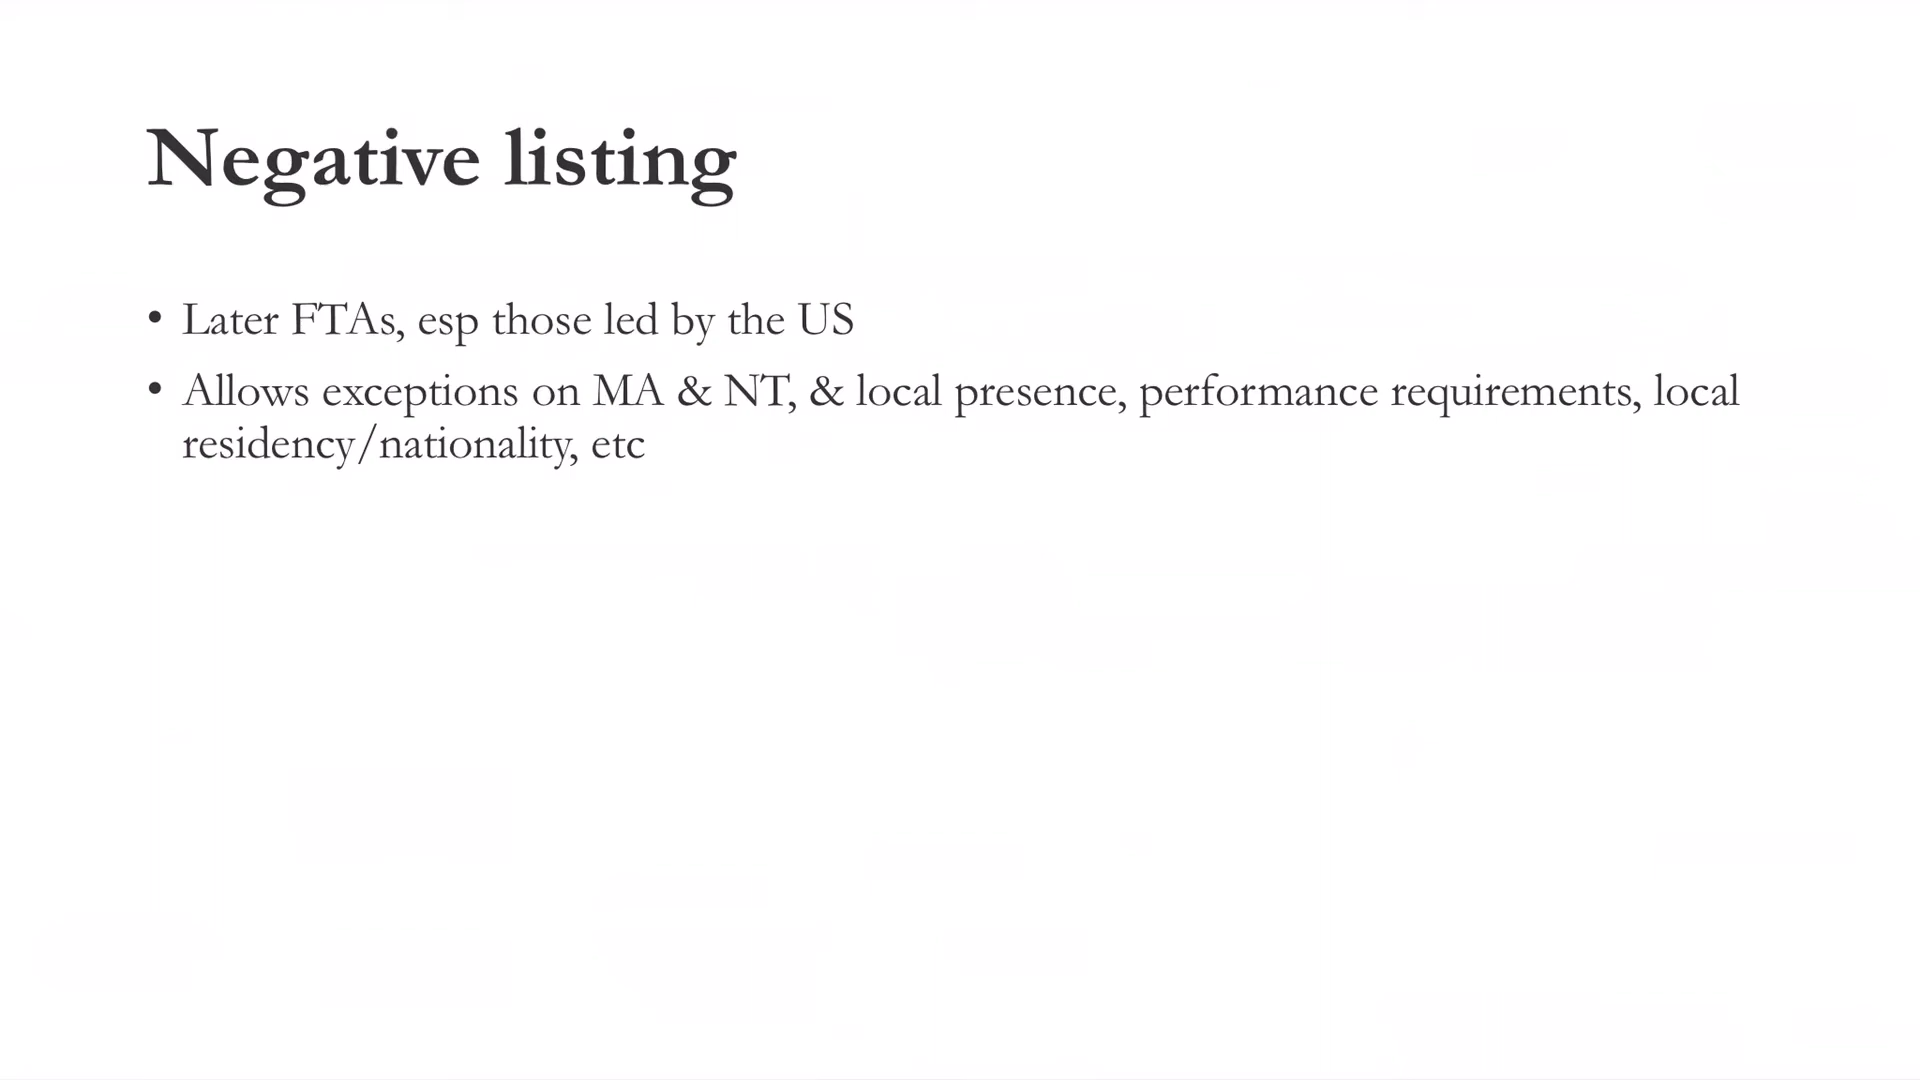 Negative listing
• Later FTAs, esp those led by the US
• Allows exceptions on MA & NT, & local presence, performance requirements, local
residency/nationality, etc